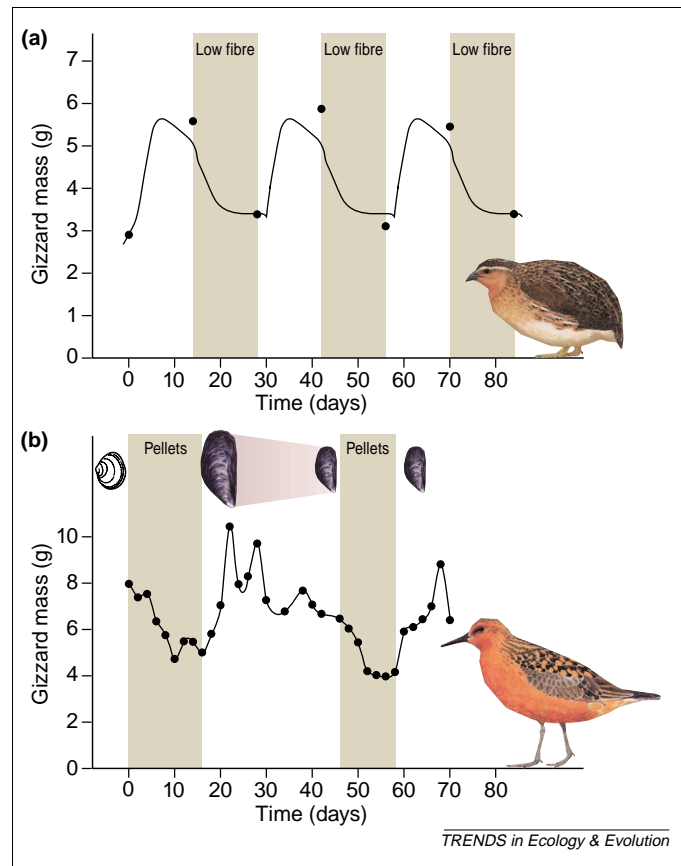 (a)
Low fibre Low fibre Low fibre
7
6
5
4
3
2
1
0
Gizzard mass (g)
0 10 20 30 40 50 60 70 80
Time (days)
(b)
Pellets Pellets
10
8
6
4
2
0
Gizzard mass (g)
0 10 20 30 40 50 60 70 80
Time (days)
TRENDS in Ecology & Evolution